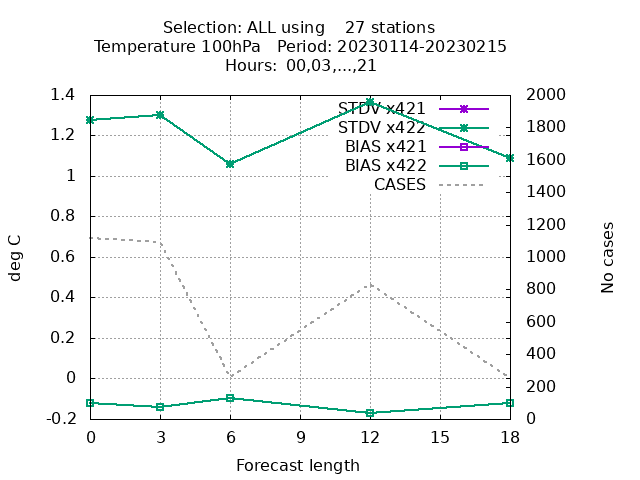 Selection: ALL using    27 stations
Temperature 100hPa   Period: 20230114-20230215
Hours: 00,03,...,21
1.4
1.2
1
0.8
0.6
0.4
0.2
0
-0.2
deg C
STDV x421
STDV x422
BIAS x421
BIAS x422
CASES
2000
1800
1600
1400
1200
1000
800
600
400
200
0
No cases
0 3 6 9 12 15 18
Forecast length